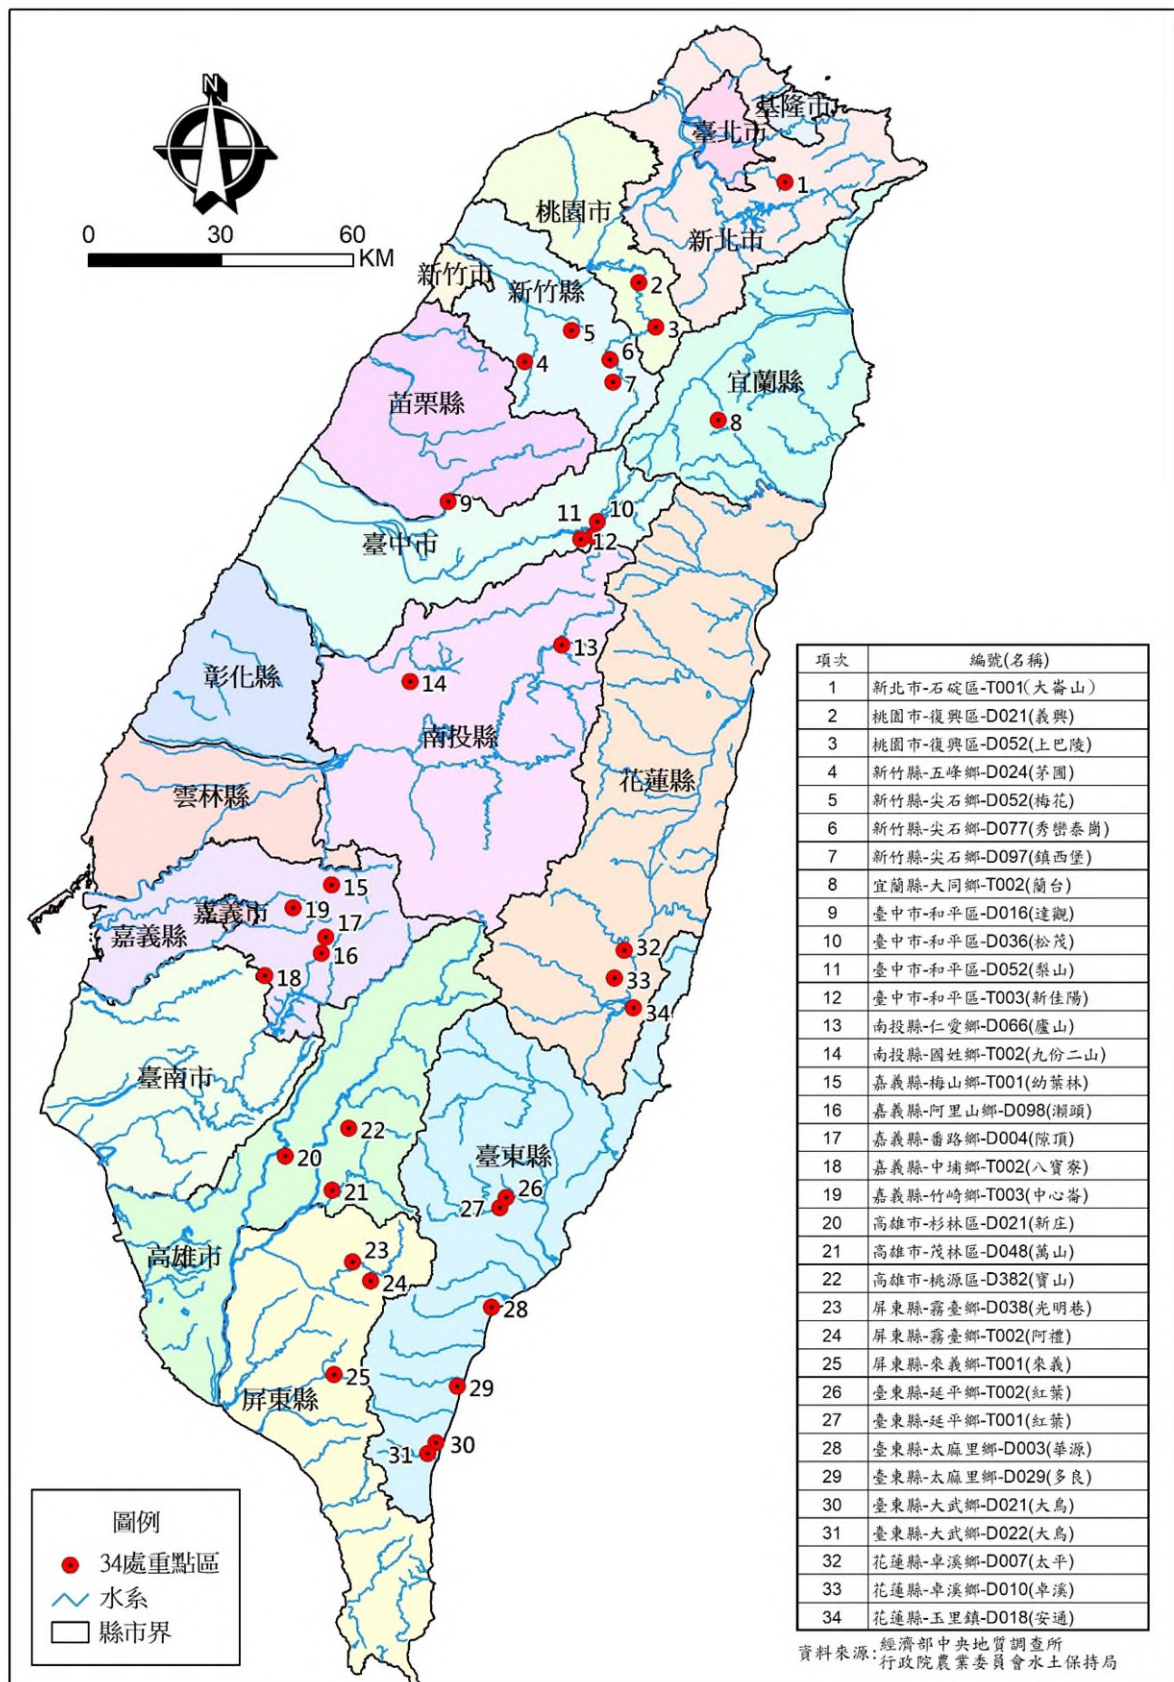 N
0 30 60
KM
基隆市
臺北市
1
桃園市
新北市
新竹市
新竹縣
2
3
5
4
6
7
苗栗縣
宜蘭縣
8
9
11 10
臺中市
12
13
彰化縣
14
南投縣
花蓮縣
雲林縣
15
嘉義市
19
嘉義縣
17
16
18
32
33
34
臺南市
22
20
臺東縣
21
26
27
高雄市
23
24
28
25
29
屏東縣
30
31
項次 編號(名稱)
1 新北市-石碇區-T001(大崙山)
2 桃園市-復興區-D021(義興)
3 桃園市-復興區-D052(上巴陵)
4 新竹縣-五峰鄉-D024(茅圃)
5 新竹縣-尖石鄉-D052(梅花)
6 新竹縣-尖石鄉-D077(秀巒泰崗)
7 新竹縣-尖石鄉-D097(鎮西堡)
8 宜蘭縣-大同鄉-T002(蘭台)
9 臺中市-和平區-D016(達觀)
10 臺中市-和平區-D036(松茂)
11 臺中市-和平區-D052(梨山)
12 臺中市-和平區-T003(新佳陽)
13 南投縣-仁愛鄉-D066(廬山)
14 南投縣-國姓鄉-T002(九份二山)
15 嘉義縣-梅山鄉-T001(幼葉林)
16 嘉義縣-阿里山鄉-D098(瀨頭)
17 嘉義縣-番路鄉-D004(隙頂)
18 嘉義縣-中埔鄉-T002(八寶寮)
19 嘉義縣-竹崎鄉-T003(中心崙)
20 高雄市-杉林區-D021(新庄)
21 高雄市-茂林區-D048(萬山)
22 高雄市-桃源區-D382(寶山)
23 屏東縣-霧臺鄉-D038(光明巷)
24 屏東縣-霧臺鄉-T002(阿禮)
25 屏東縣-來義鄉-T001(來義)
26 臺東縣-延平鄉-T002(紅葉)
27 臺東縣-延平鄉-T001(紅葉)
28 臺東縣-太麻里鄉-D003(華源)
29 臺東縣-太麻里鄉-D029(多良)
30 臺東縣-大武鄉-D021(大鳥)
31 臺東縣-大武鄉-D022(大鳥)
32 花蓮縣-卓溪鄉-D007(太平)
33 花蓮縣-卓溪鄉-D010(卓溪)
34 花蓮縣-玉里鎮-D018(安通)
資料來源:經濟部中央地質調查所
行政院農業委員會水土保持局
圖例
34處重點區
水系
縣市界